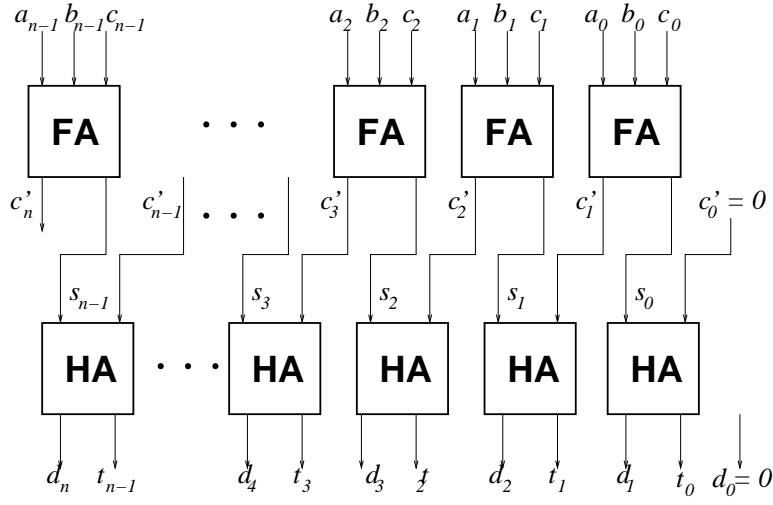 a_{n−1} b_{n−1} c_{n−1} a_2 b_2 c_2 a_1 b_1 c_1 a_0 b_0 c_0
FA . . . FA FA FA
c'_n c'_{n−1} . . . c'_3 c'_2 c'_1 c'_0 = 0
s_{n−1} s_3 s_2 s_1 s_0
HA . . . HA HA HA HA
d_n t_{n−1} d_4 t_3 d_3 t_2 d_2 t_1 d_1 t_0 d_0 = 0